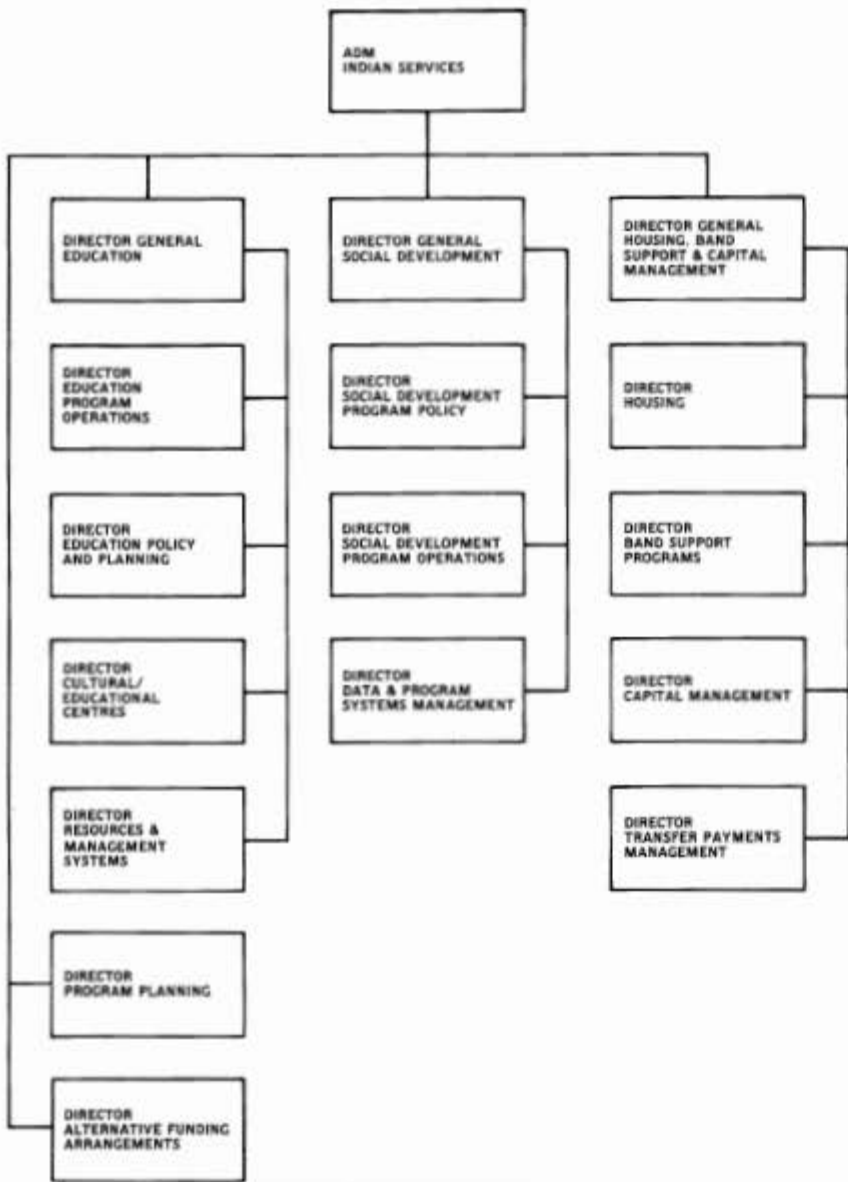 ADM
INDIAN SERVICES
DIRECTOR GENERAL
EDUCATION
DIRECTOR
EDUCATION
PROGRAM
OPERATIONS
DIRECTOR
EDUCATION POLICY
AND PLANNING
DIRECTOR
CULTURAL/
EDUCATIONAL
CENTRES
DIRECTOR
RESOURCES &
MANAGEMENT
SYSTEMS
DIRECTOR
PROGRAM PLANNING
DIRECTOR
ALTERNATIVE FUNDING
ARRANGEMENTS
DIRECTOR GENERAL
SOCIAL DEVELOPMENT
DIRECTOR
SOCIAL DEVELOPMENT
PROGRAM POLICY
DIRECTOR
SOCIAL DEVELOPMENT
PROGRAM OPERATIONS
DIRECTOR
DATA & PROGRAM
SYSTEMS MANAGEMENT
DIRECTOR GENERAL
HOUSING, BAND
SUPPORT & CAPITAL
MANAGEMENT
DIRECTOR
HOUSING
DIRECTOR
BAND SUPPORT
PROGRAMS
DIRECTOR
CAPITAL MANAGEMENT
DIRECTOR
TRANSFER PAYMENTS
MANAGEMENT